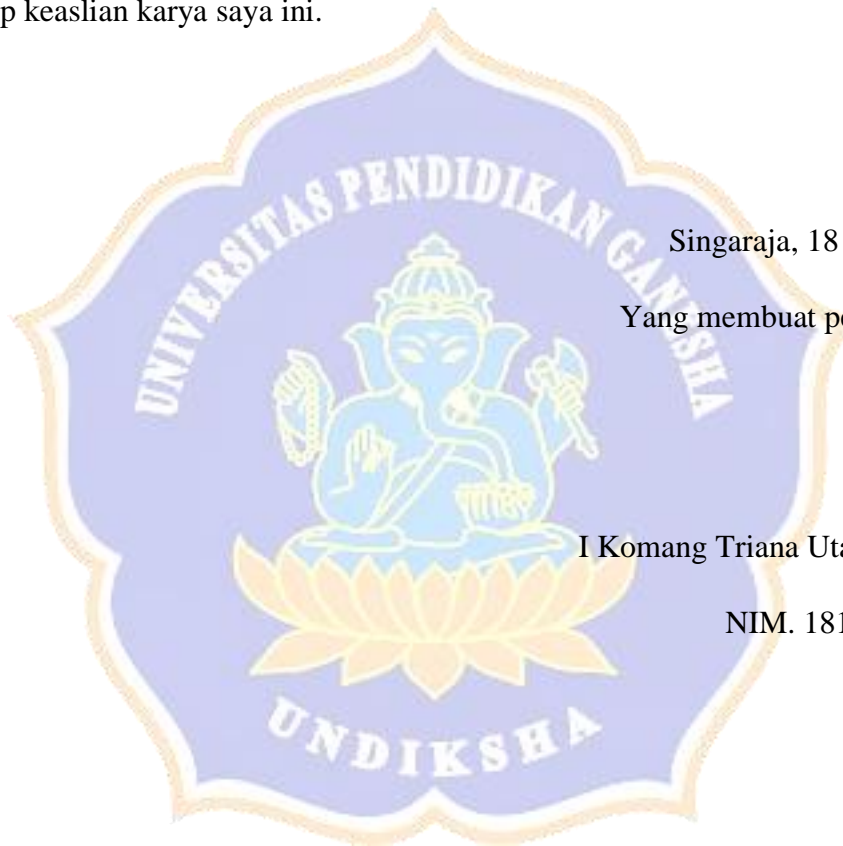 p keaslian karya saya ini.
UNIVERSITAS PENDIDIKAN GANESHA
Singaraja, 18
Yang membuat pe
I Komang Triana Uta
NIM. 181
UNDIKSHA